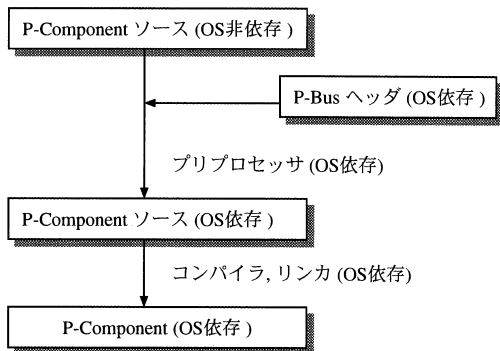 P-Component ソース (OS非依存 )
P-Bus ヘッダ (OS依存 )
プリプロセッサ (OS依存)
P-Component ソース (OS依存 )
コンパイラ, リンカ (OS依存)
P-Component (OS依存 )